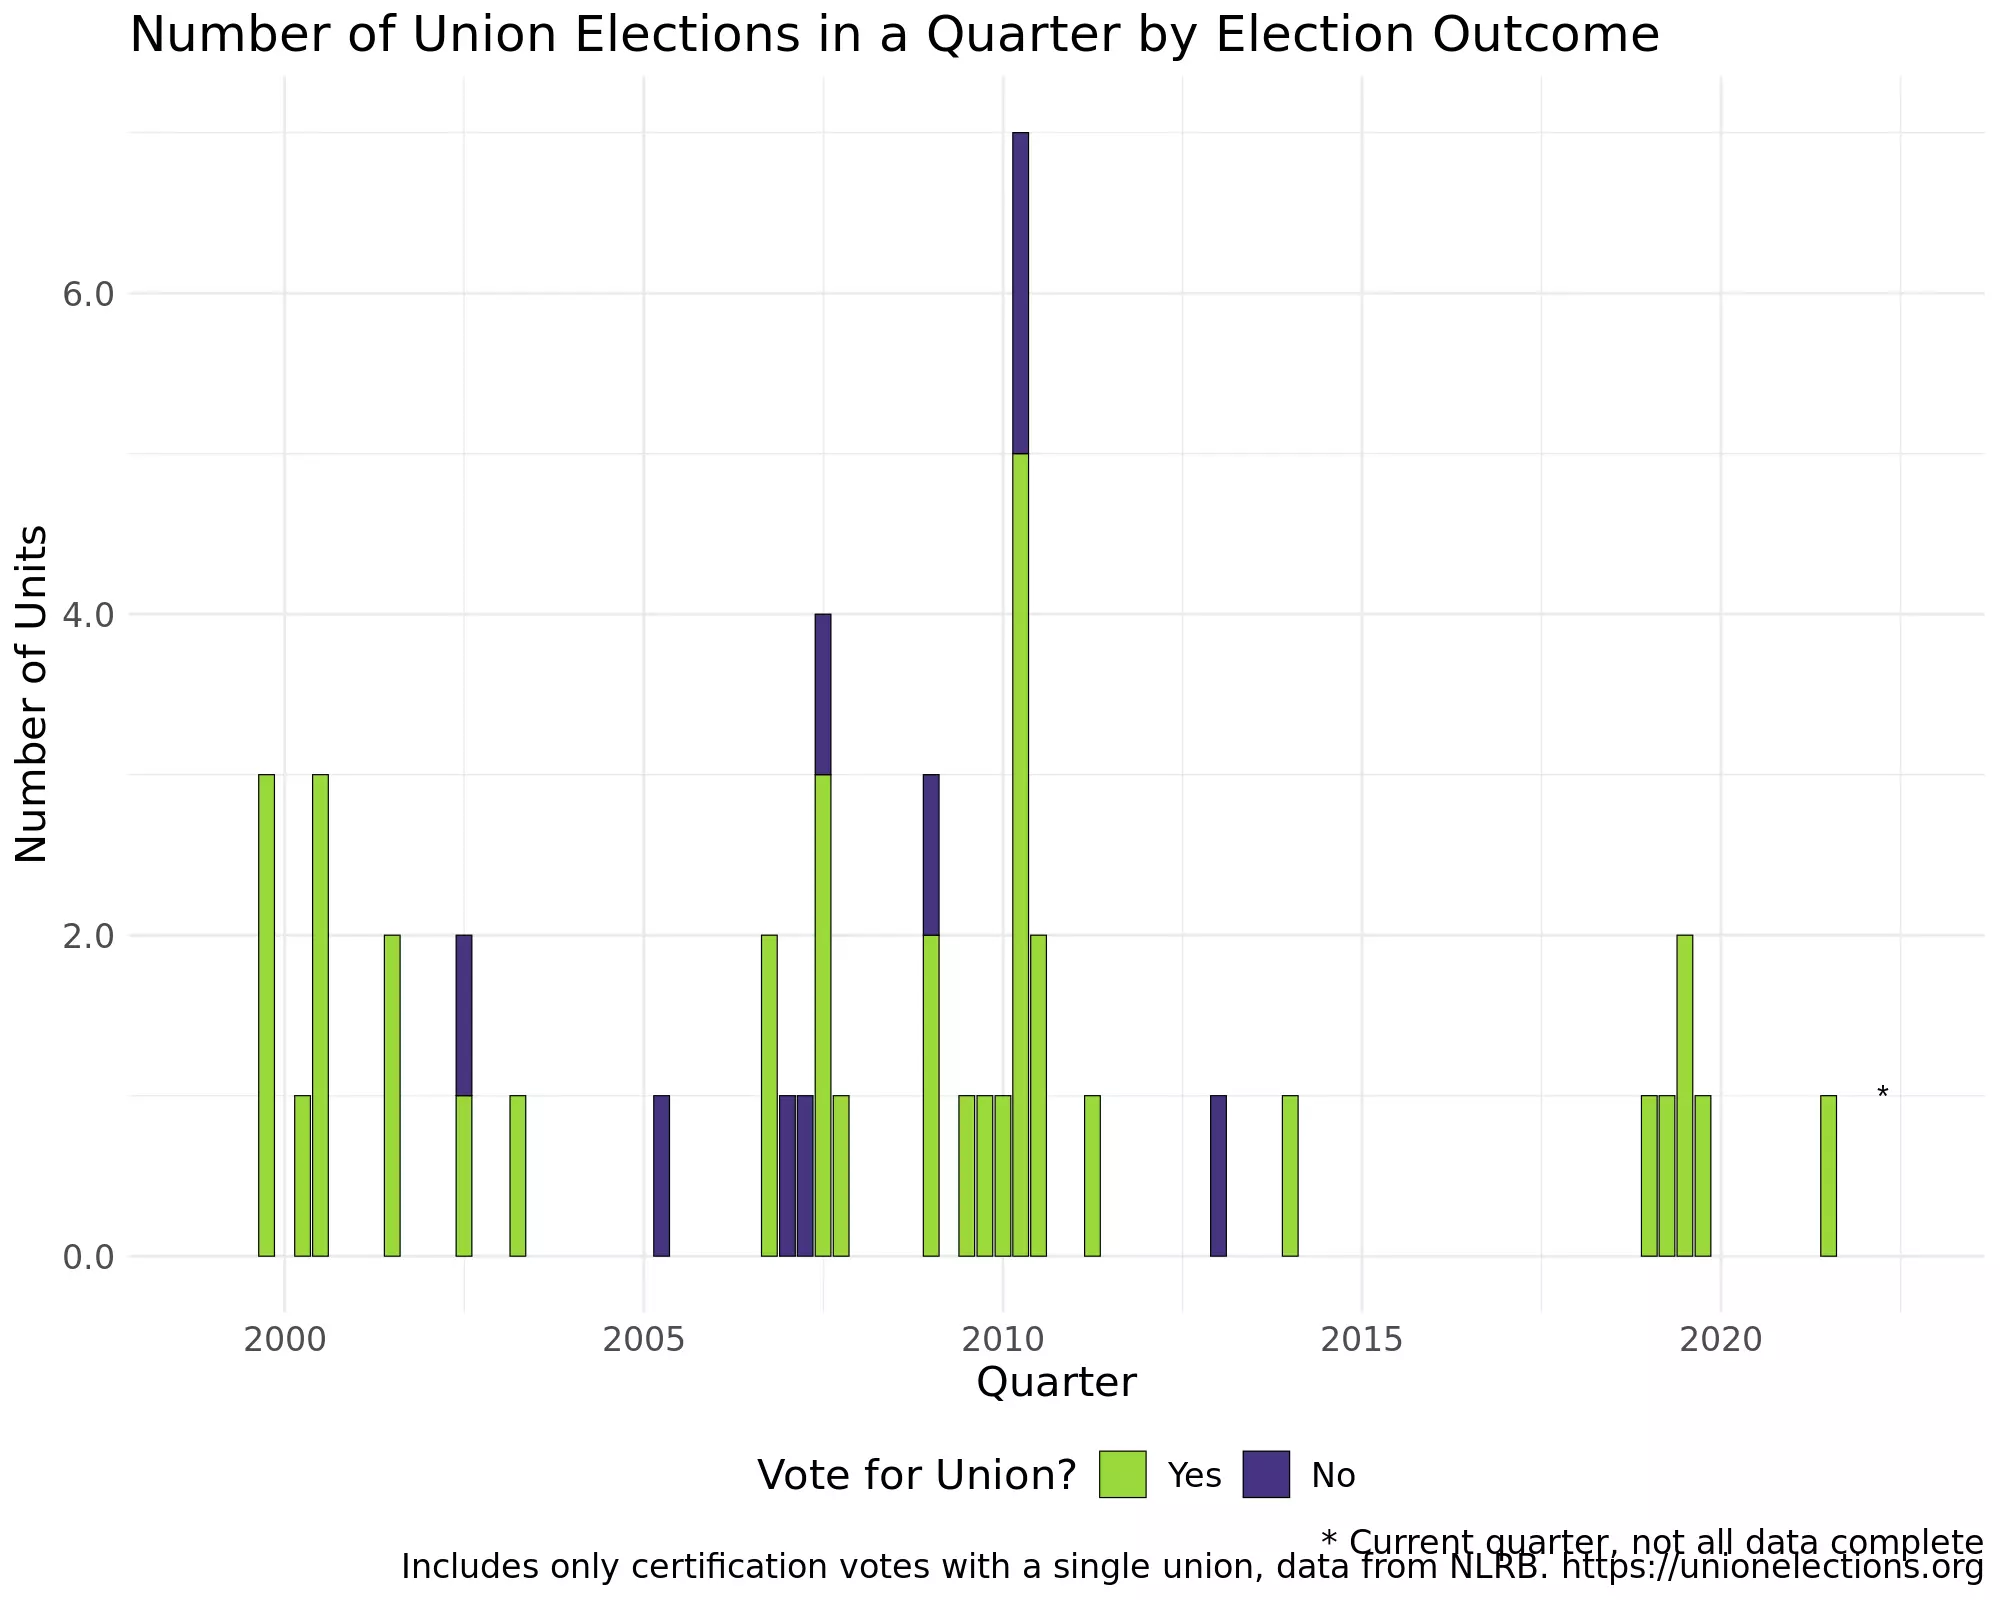 Number of Union Elections in a Quarter by Election Outcome
Number of Units
6.0
4.0
2.0
0.0
*
2000 2005 2010 2015 2020
Quarter
Vote for Union? Yes No
* Current quarter, not all data complete
Includes only certification votes with a single union, data from NLRB. https://unionelections.org